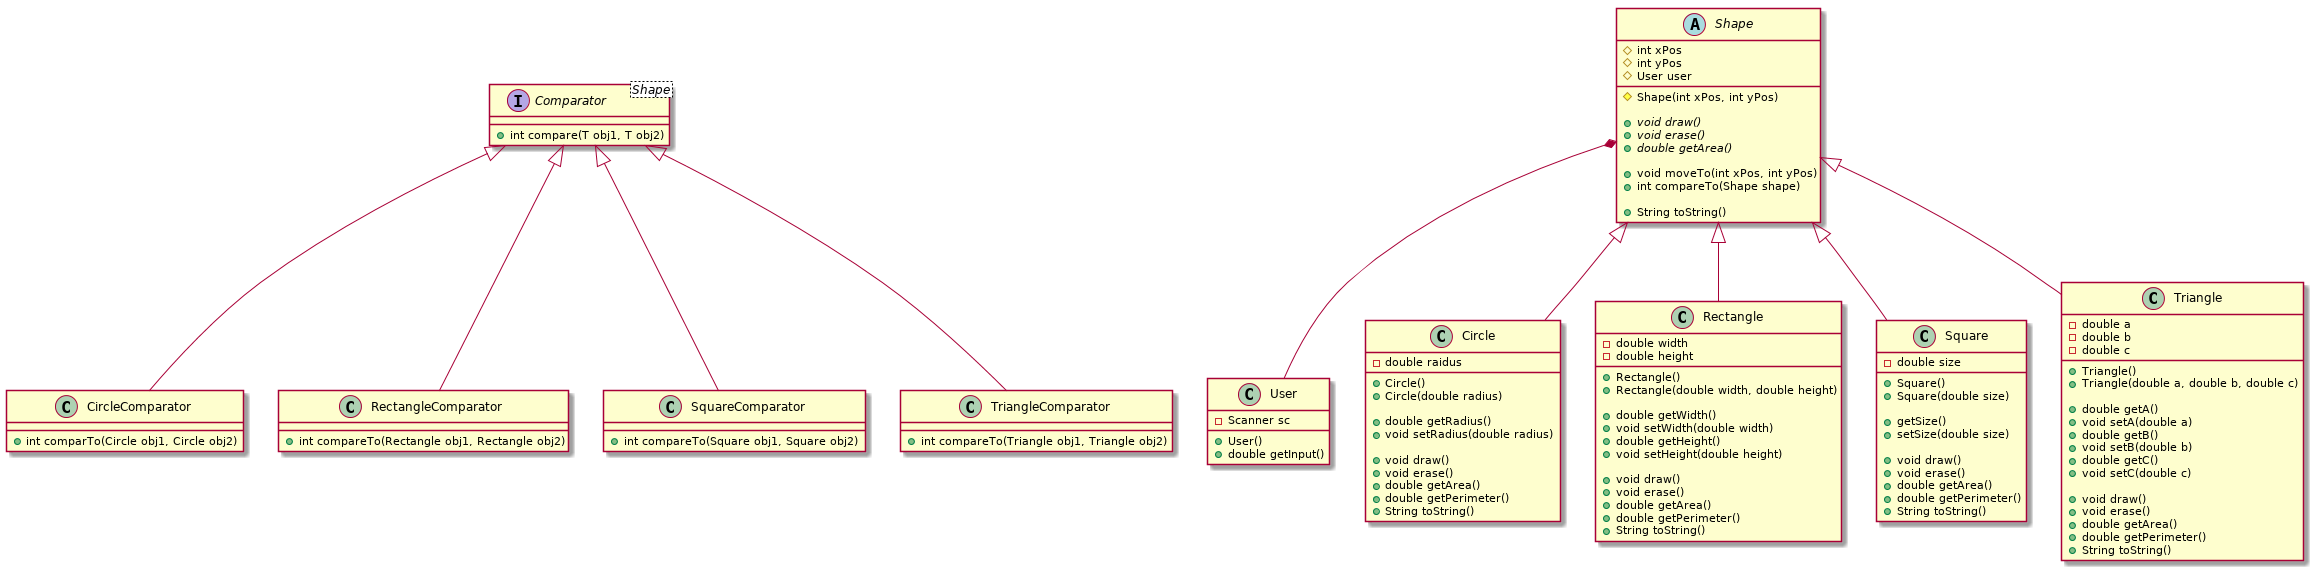 Comparator
Shape
int compare(T obj1, T obj2)
A Shape
int xPos
int yPos
User user
Shape(int xPos, int yPos)
void draw()
void erase()
double getArea()
void moveTo(int xPos, int yPos)
int compareTo(Shape shape)
String toString()
C CircleComparator
int comparTo(Circle obj1, Circle obj2)
C RectangleComparator
int compareTo(Rectangle obj1, Rectangle obj2)
C SquareComparator
int compareTo(Square obj1, Square obj2)
C TriangleComparator
int compareTo(Triangle obj1, Triangle obj2)
C User
Scanner sc
User()
double getInput()
C Circle
double raidus
Circle()
Circle(double radius)
double getRadius()
void setRadius(double radius)
void draw()
void erase()
double getArea()
double getPerimeter()
String toString()
C Rectangle
double width
double height
Rectangle()
Rectangle(double width, double height)
double getWidth()
void setWidth(double width)
double getHeight()
void setHeight(double height)
void draw()
void erase()
double getArea()
double getPerimeter()
String toString()
C Square
double size
Square()
Square(double size)
getSize()
setSize(double size)
void draw()
void erase()
double getArea()
double getPerimeter()
String toString()
C Triangle
double a
double b
double c
Triangle()
Triangle(double a, double b, double c)
double getA()
void setA(double a)
double getB()
void setB(double b)
double getC()
void setC(double c)
void draw()
void erase()
double getArea()
double getPerimeter()
String toString()